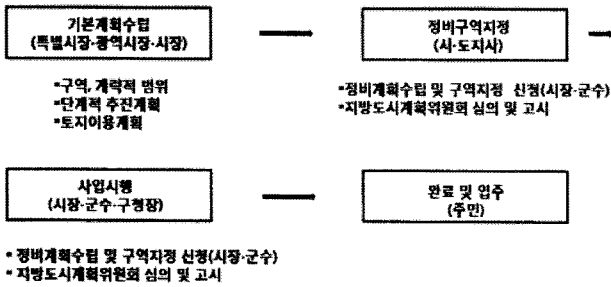 기본계획수립
(특별시장·광역시장·시장)
*구역, 개략적 범위
*단계적 추진계획
*토지이용계획
정비구역지정
(시·도지사)
*정비계획수립 및 구역지정 신청(시장·군수)
*지방도시계획위원회 심의 및 고시
사업시행
(시장·군수·구청장)
* 정비계획수립 및 구역지정 신청(시장·군수)
* 지방도시계획위원회 심의 및 고시
완료 및 입주
(주민)